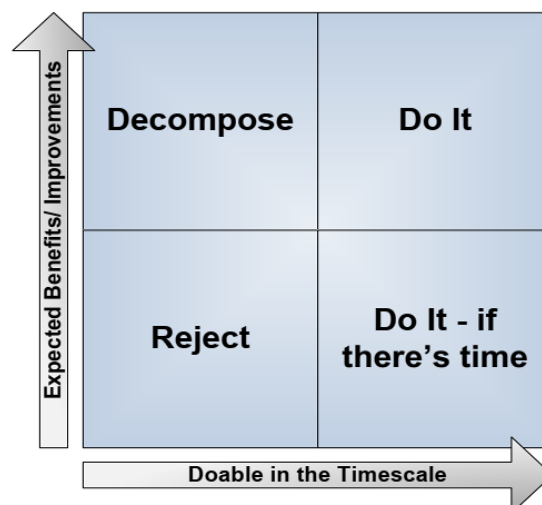 Expected Benefits/ Improvements
Decompose
Do It
Reject
Do It - if
there's time
Doable in the Timescale